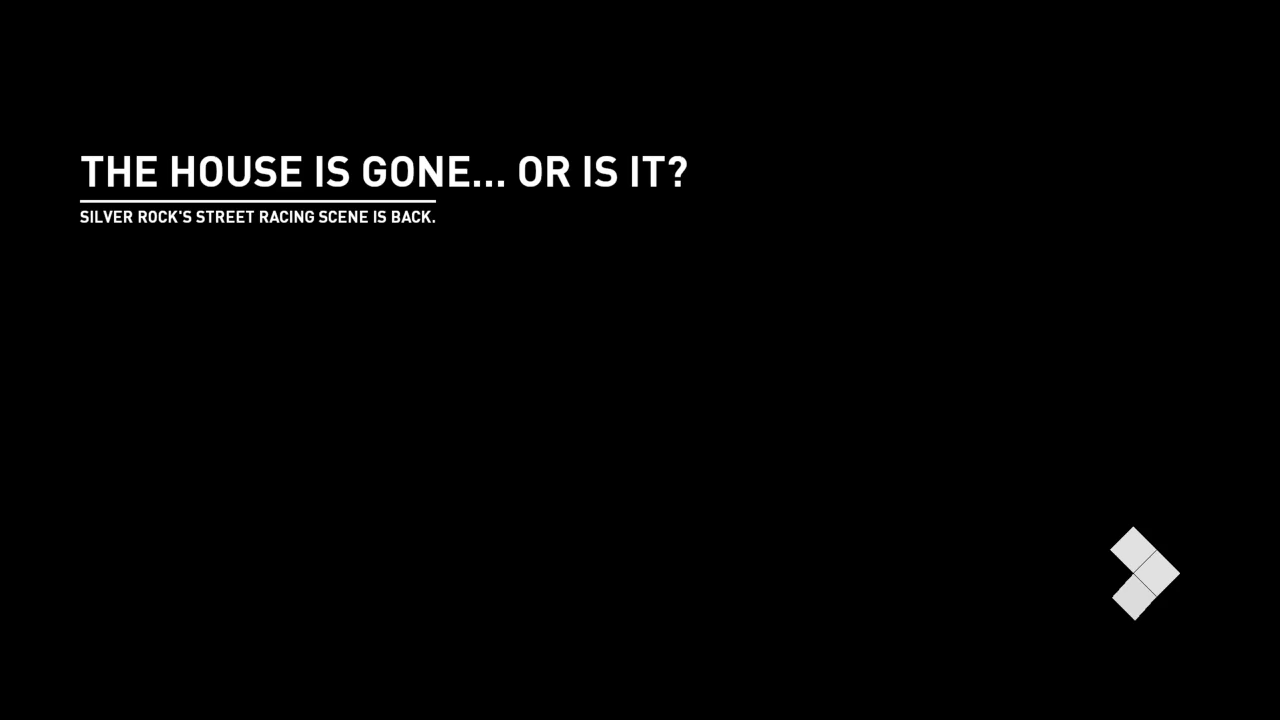 THE HOUSE IS GONE... OR IS IT?
SILVER ROCK'S STREET RACING SCENE IS BACK.